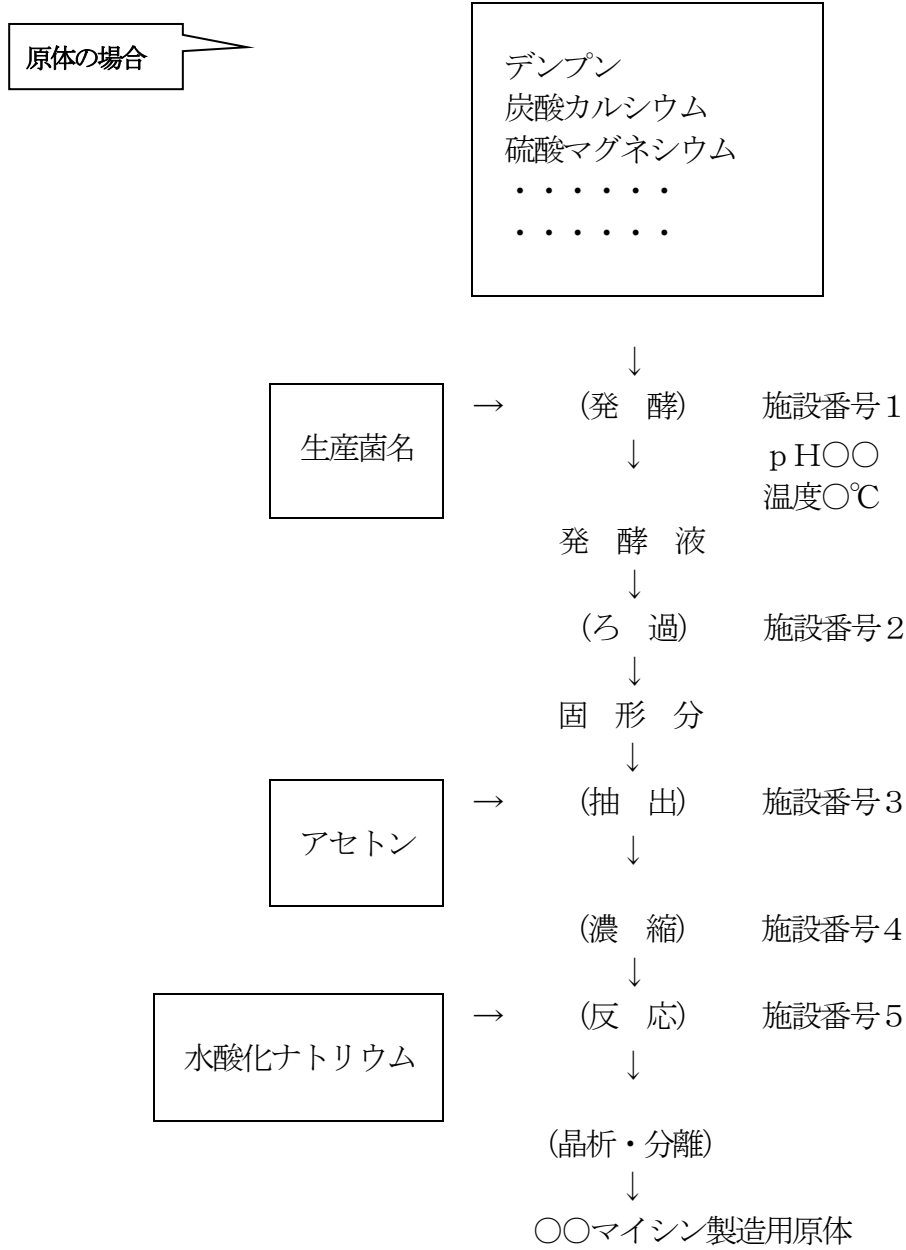 原体の場合
デンプン
炭酸カルシウム
硫酸マグネシウム
・・・・・・
・・・・・・
↓
生産菌名
→ (発 酵) 施設番号1
↓ pH○○
温度○℃
発 酵 液
↓
(ろ 過) 施設番号2
↓
固 形 分
↓
アセトン
→ (抽 出) 施設番号3
↓
(濃 縮) 施設番号4
↓
水酸化ナトリウム
→ (反 応) 施設番号5
↓
(晶析・分離)
↓
○○マイシン製造用原体